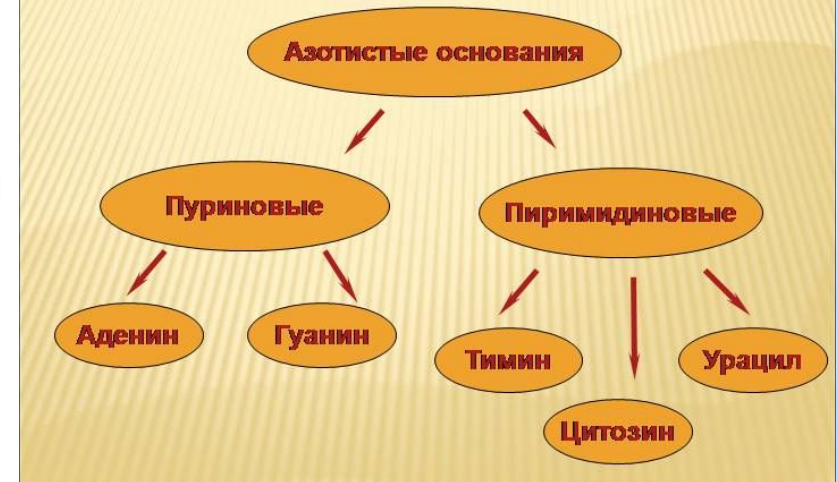 Азотистые основания
Пуриновые
Пиримидиновые
Аденин
Гуанин
Тимин
Урацил
Цитозин